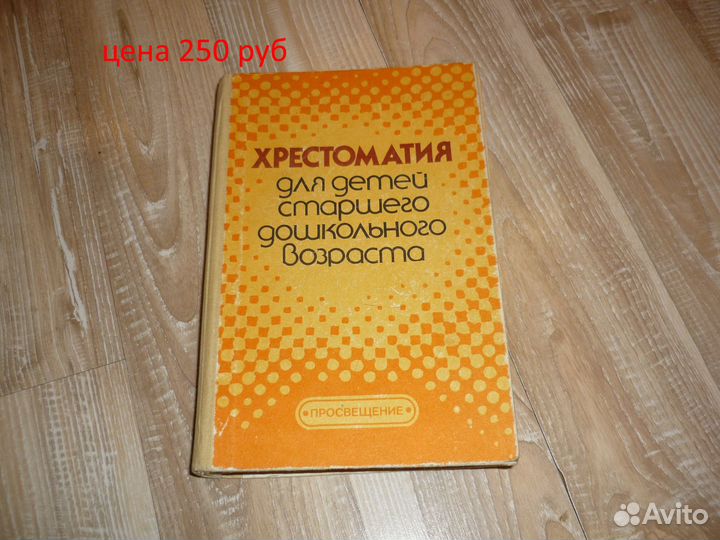 цена 250 руб
ХРЕСТОМАТИЯ
для детей
старшего
дошкольного
возраста
•ПРОСВЕЩЕНИЕ•
Avito